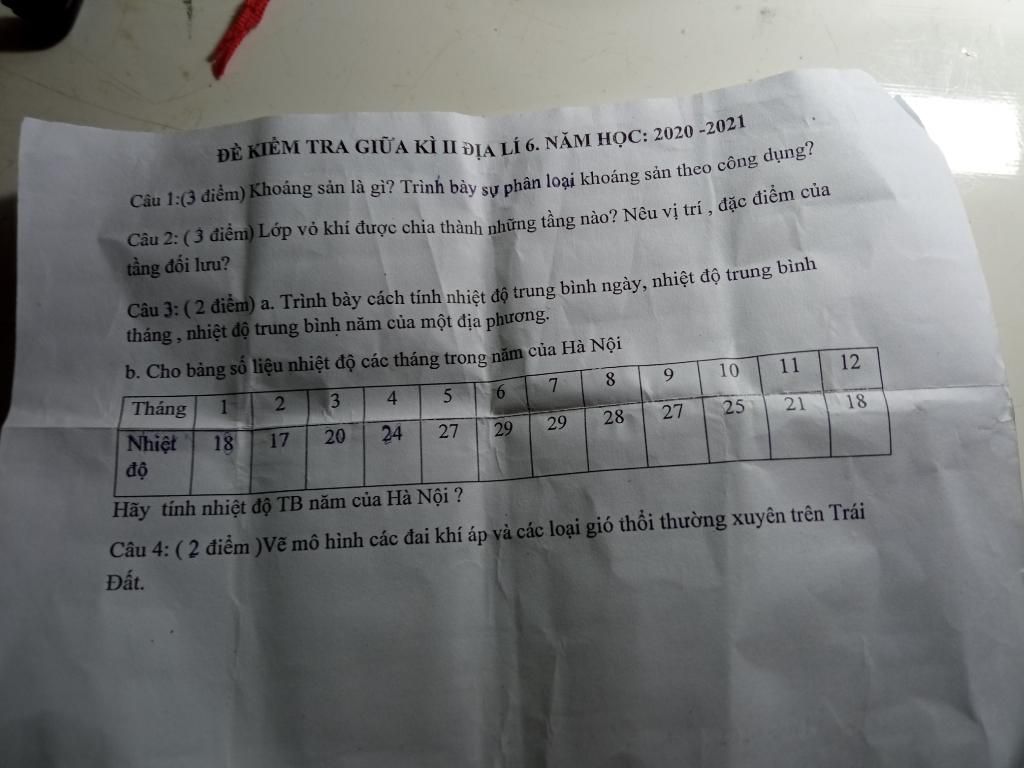 ĐỀ KIỂM TRA GIỮA KÌ II ĐỊA LÍ 6. NĂM HỌC: 2020 -2021
Câu 1:(3 điểm) Khoáng sản là gì? Trình bày sự phân loại khoáng sản theo công dụng?
Câu 2: ( 3 điểm) Lớp vỏ khí được chia thành những tầng nào? Nêu vị trí , đặc điểm của
tầng đối lưu?
Câu 3: ( 2 điểm) a. Trình bày cách tính nhiệt độ trung bình ngày, nhiệt độ trung bình
tháng , nhiệt độ trung bình năm của một địa phương.
b. Cho bảng số liệu nhiệt độ các tháng trong năm của Hà Nội
Tháng 1 2 3 4 5 6 7 8 9 10 11 12
Nhiệt 18 17 20 24 27 29 29 28 27 25 21 18
độ
Hãy tính nhiệt độ TB năm của Hà Nội ?
Câu 4: ( 2 điểm )Vẽ mô hình các đai khí áp và các loại gió thổi thường xuyên trên Trái
Đất.